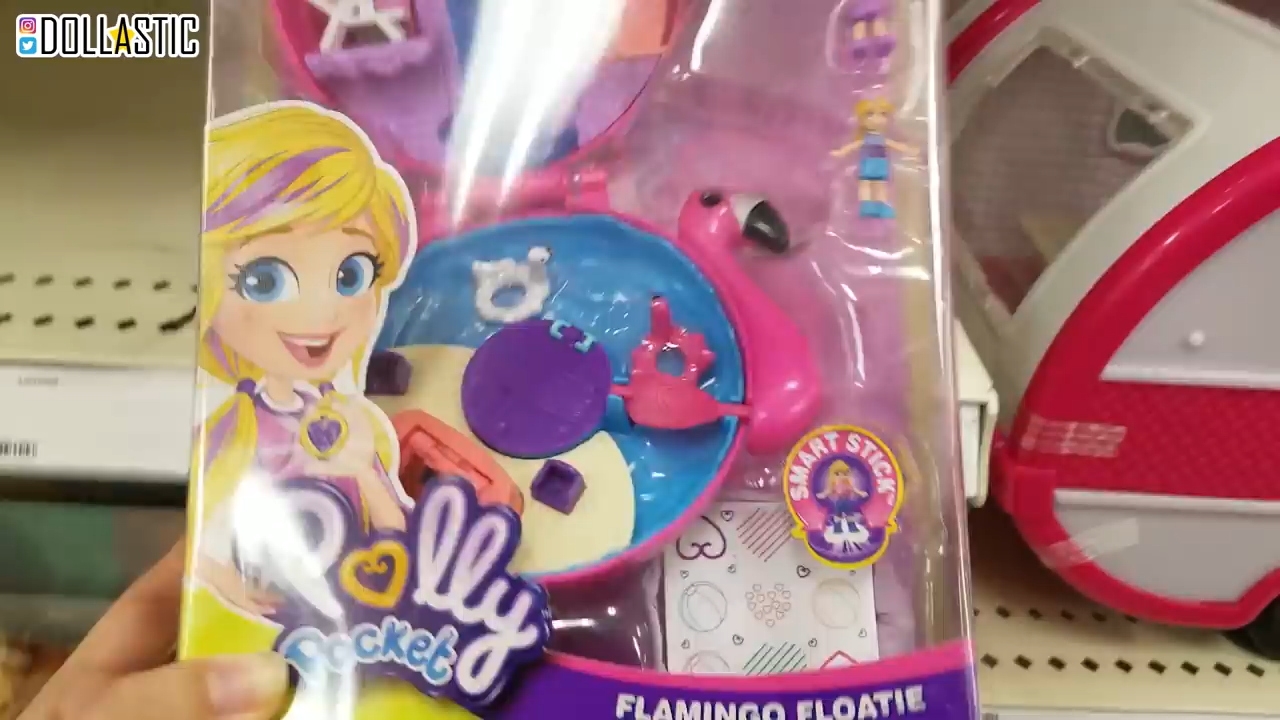 DOLLASTIC
SMART STICK
Polly
Pocket
FLAMINGO FLOATIE